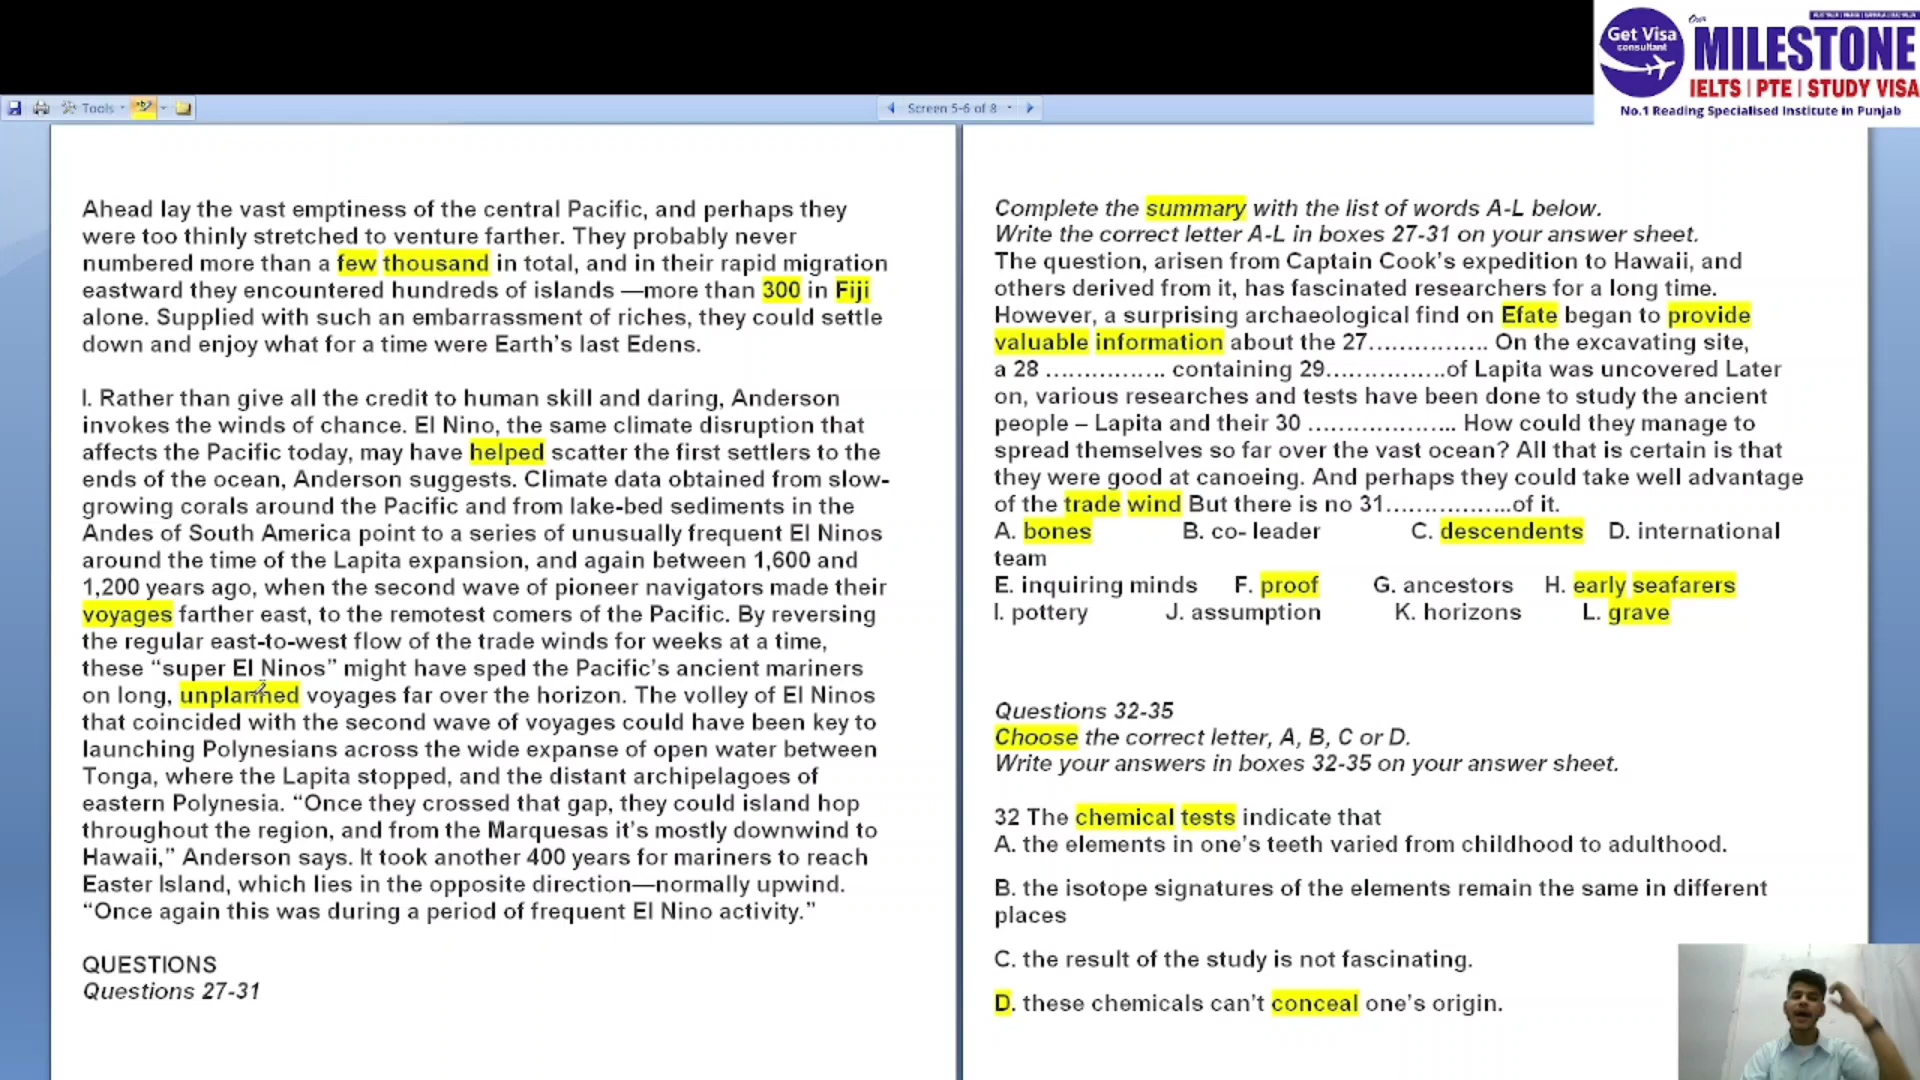 Get Visa
consultant
Our
MILESTONE
IELTS | PTE | STUDY VISA
No.1 Reading Specialised Institute in Punjab
Tools
Screen 5-6 of 8
Ahead lay the vast emptiness of the central Pacific, and perhaps they
were too thinly stretched to venture farther. They probably never
numbered more than a few thousand in total, and in their rapid migration
eastward they encountered hundreds of islands —more than 300 in Fiji
alone. Supplied with such an embarrassment of riches, they could settle
down and enjoy what for a time were Earth's last Edens.
I. Rather than give all the credit to human skill and daring, Anderson
invokes the winds of chance. El Nino, the same climate disruption that
affects the Pacific today, may have helped scatter the first settlers to the
ends of the ocean, Anderson suggests. Climate data obtained from slow-
growing corals around the Pacific and from lake-bed sediments in the
Andes of South America point to a series of unusually frequent El Ninos
around the time of the Lapita expansion, and again between 1,600 and
1,200 years ago, when the second wave of pioneer navigators made their
voyages farther east, to the remotest comers of the Pacific. By reversing
the regular east-to-west flow of the trade winds for weeks at a time,
these “super El Ninos” might have sped the Pacific's ancient mariners
on long, unplanned voyages far over the horizon. The volley of El Ninos
that coincided with the second wave of voyages could have been key to
launching Polynesians across the wide expanse of open water between
Tonga, where the Lapita stopped, and the distant archipelagoes of
eastern Polynesia. “Once they crossed that gap, they could island hop
throughout the region, and from the Marquesas it's mostly downwind to
Hawaii,” Anderson says. It took another 400 years for mariners to reach
Easter Island, which lies in the opposite direction—normally upwind.
“Once again this was during a period of frequent El Nino activity.”
QUESTIONS
Questions 27-31
Complete the summary with the list of words A-L below.
Write the correct letter A-L in boxes 27-31 on your answer sheet.
The question, arisen from Captain Cook's expedition to Hawaii, and
others derived from it, has fascinated researchers for a long time.
However, a surprising archaeological find on Efate began to provide
valuable information about the 27................ On the excavating site,
a 28 ................ containing 29................of Lapita was uncovered Later
on, various researches and tests have been done to study the ancient
people – Lapita and their 30 .................... How could they manage to
spread themselves so far over the vast ocean? All that is certain is that
they were good at canoeing. And perhaps they could take well advantage
of the trade wind But there is no 31.................of it.
A. bones B. co- leader C. descendents D. international
team
E. inquiring minds F. proof G. ancestors H. early seafarers
I. pottery J. assumption K. horizons L. grave
Questions 32-35
Choose the correct letter, A, B, C or D.
Write your answers in boxes 32-35 on your answer sheet.
32 The chemical tests indicate that
A. the elements in one's teeth varied from childhood to adulthood.
B. the isotope signatures of the elements remain the same in different
places
C. the result of the study is not fascinating.
D. these chemicals can't conceal one's origin.